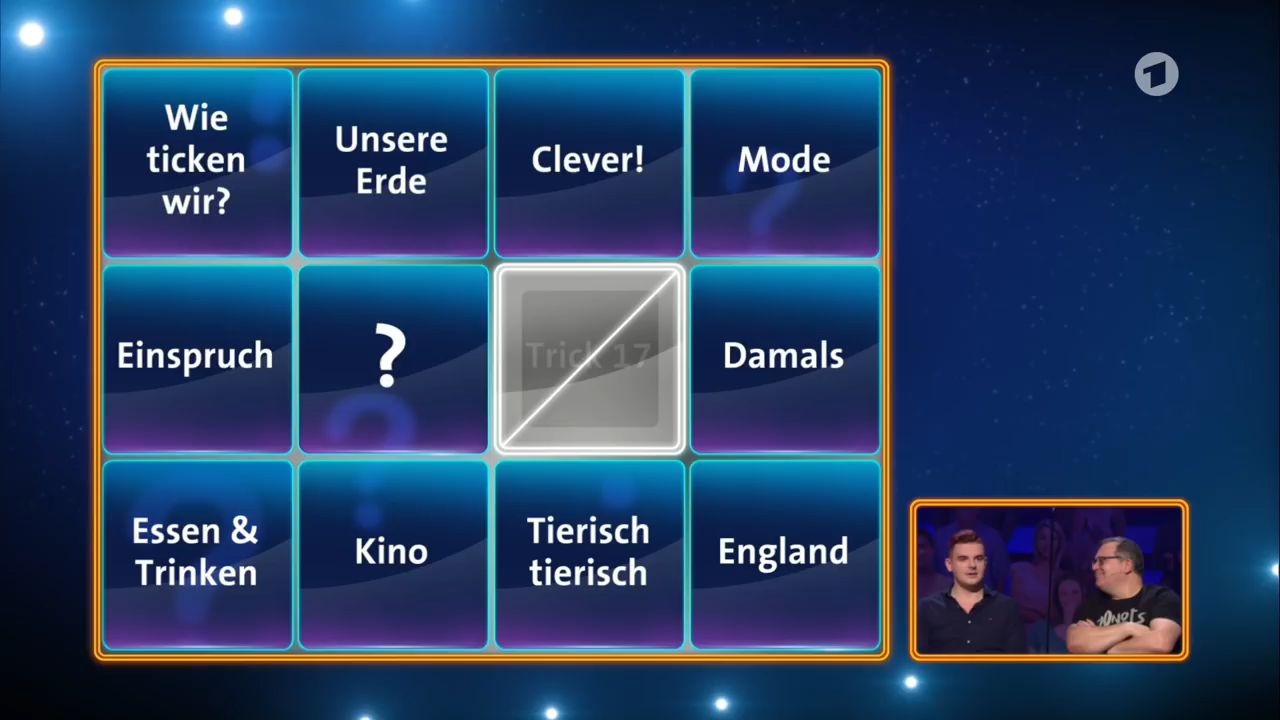 Wie
ticken
wir?
Unsere
Erde
Clever!
Mode
Einspruch
?
Trick 17
Damals
Essen &
Trinken
Kino
Tierisch
tierisch
England
1